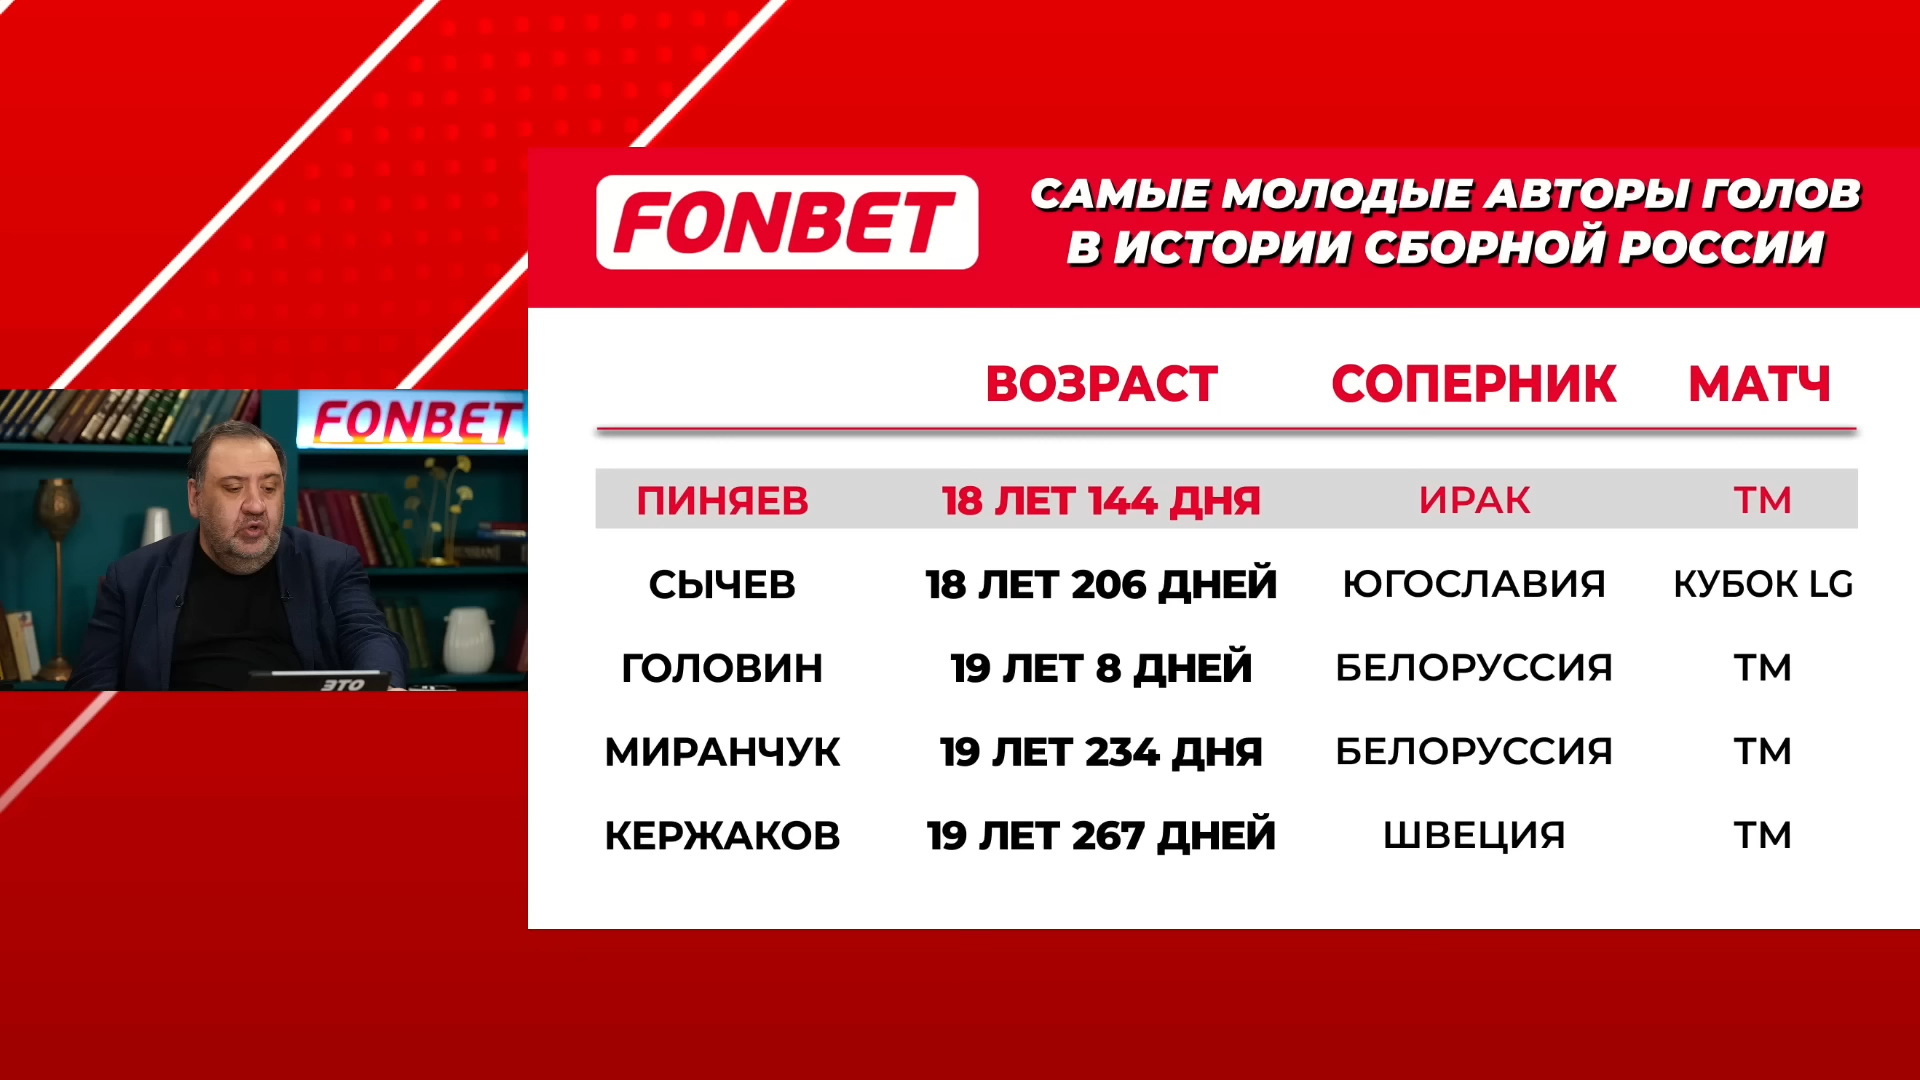 FONBET
САМЫЕ МОЛОДЫЕ АВТОРЫ ГОЛОВ
В ИСТОРИИ СБОРНОЙ РОССИИ
ВОЗРАСТ СОПЕРНИК МАТЧ
ПИНЯЕВ 18 ЛЕТ 144 ДНЯ ИРАК ТМ
СЫЧЕВ 18 ЛЕТ 206 ДНЕЙ ЮГОСЛАВИЯ КУБОК LG
ГОЛОВИН 19 ЛЕТ 8 ДНЕЙ БЕЛОРУССИЯ ТМ
МИРАНЧУК 19 ЛЕТ 234 ДНЯ БЕЛОРУССИЯ ТМ
КЕРЖАКОВ 19 ЛЕТ 267 ДНЕЙ ШВЕЦИЯ ТМ
FONBET
ЭТО